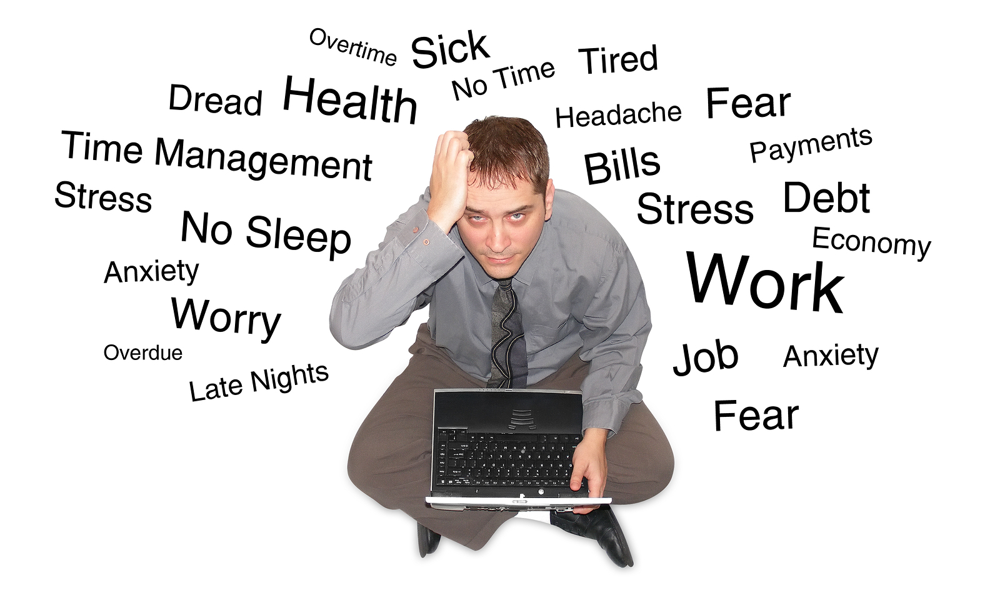 Overtime
Sick
No Time
Tired
Dread
Health
Headache
Fear
Time Management
Bills
Payments
Stress
Stress
Debt
No Sleep
Economy
Anxiety
Work
Worry
Overdue
Job
Anxiety
Late Nights
Fear